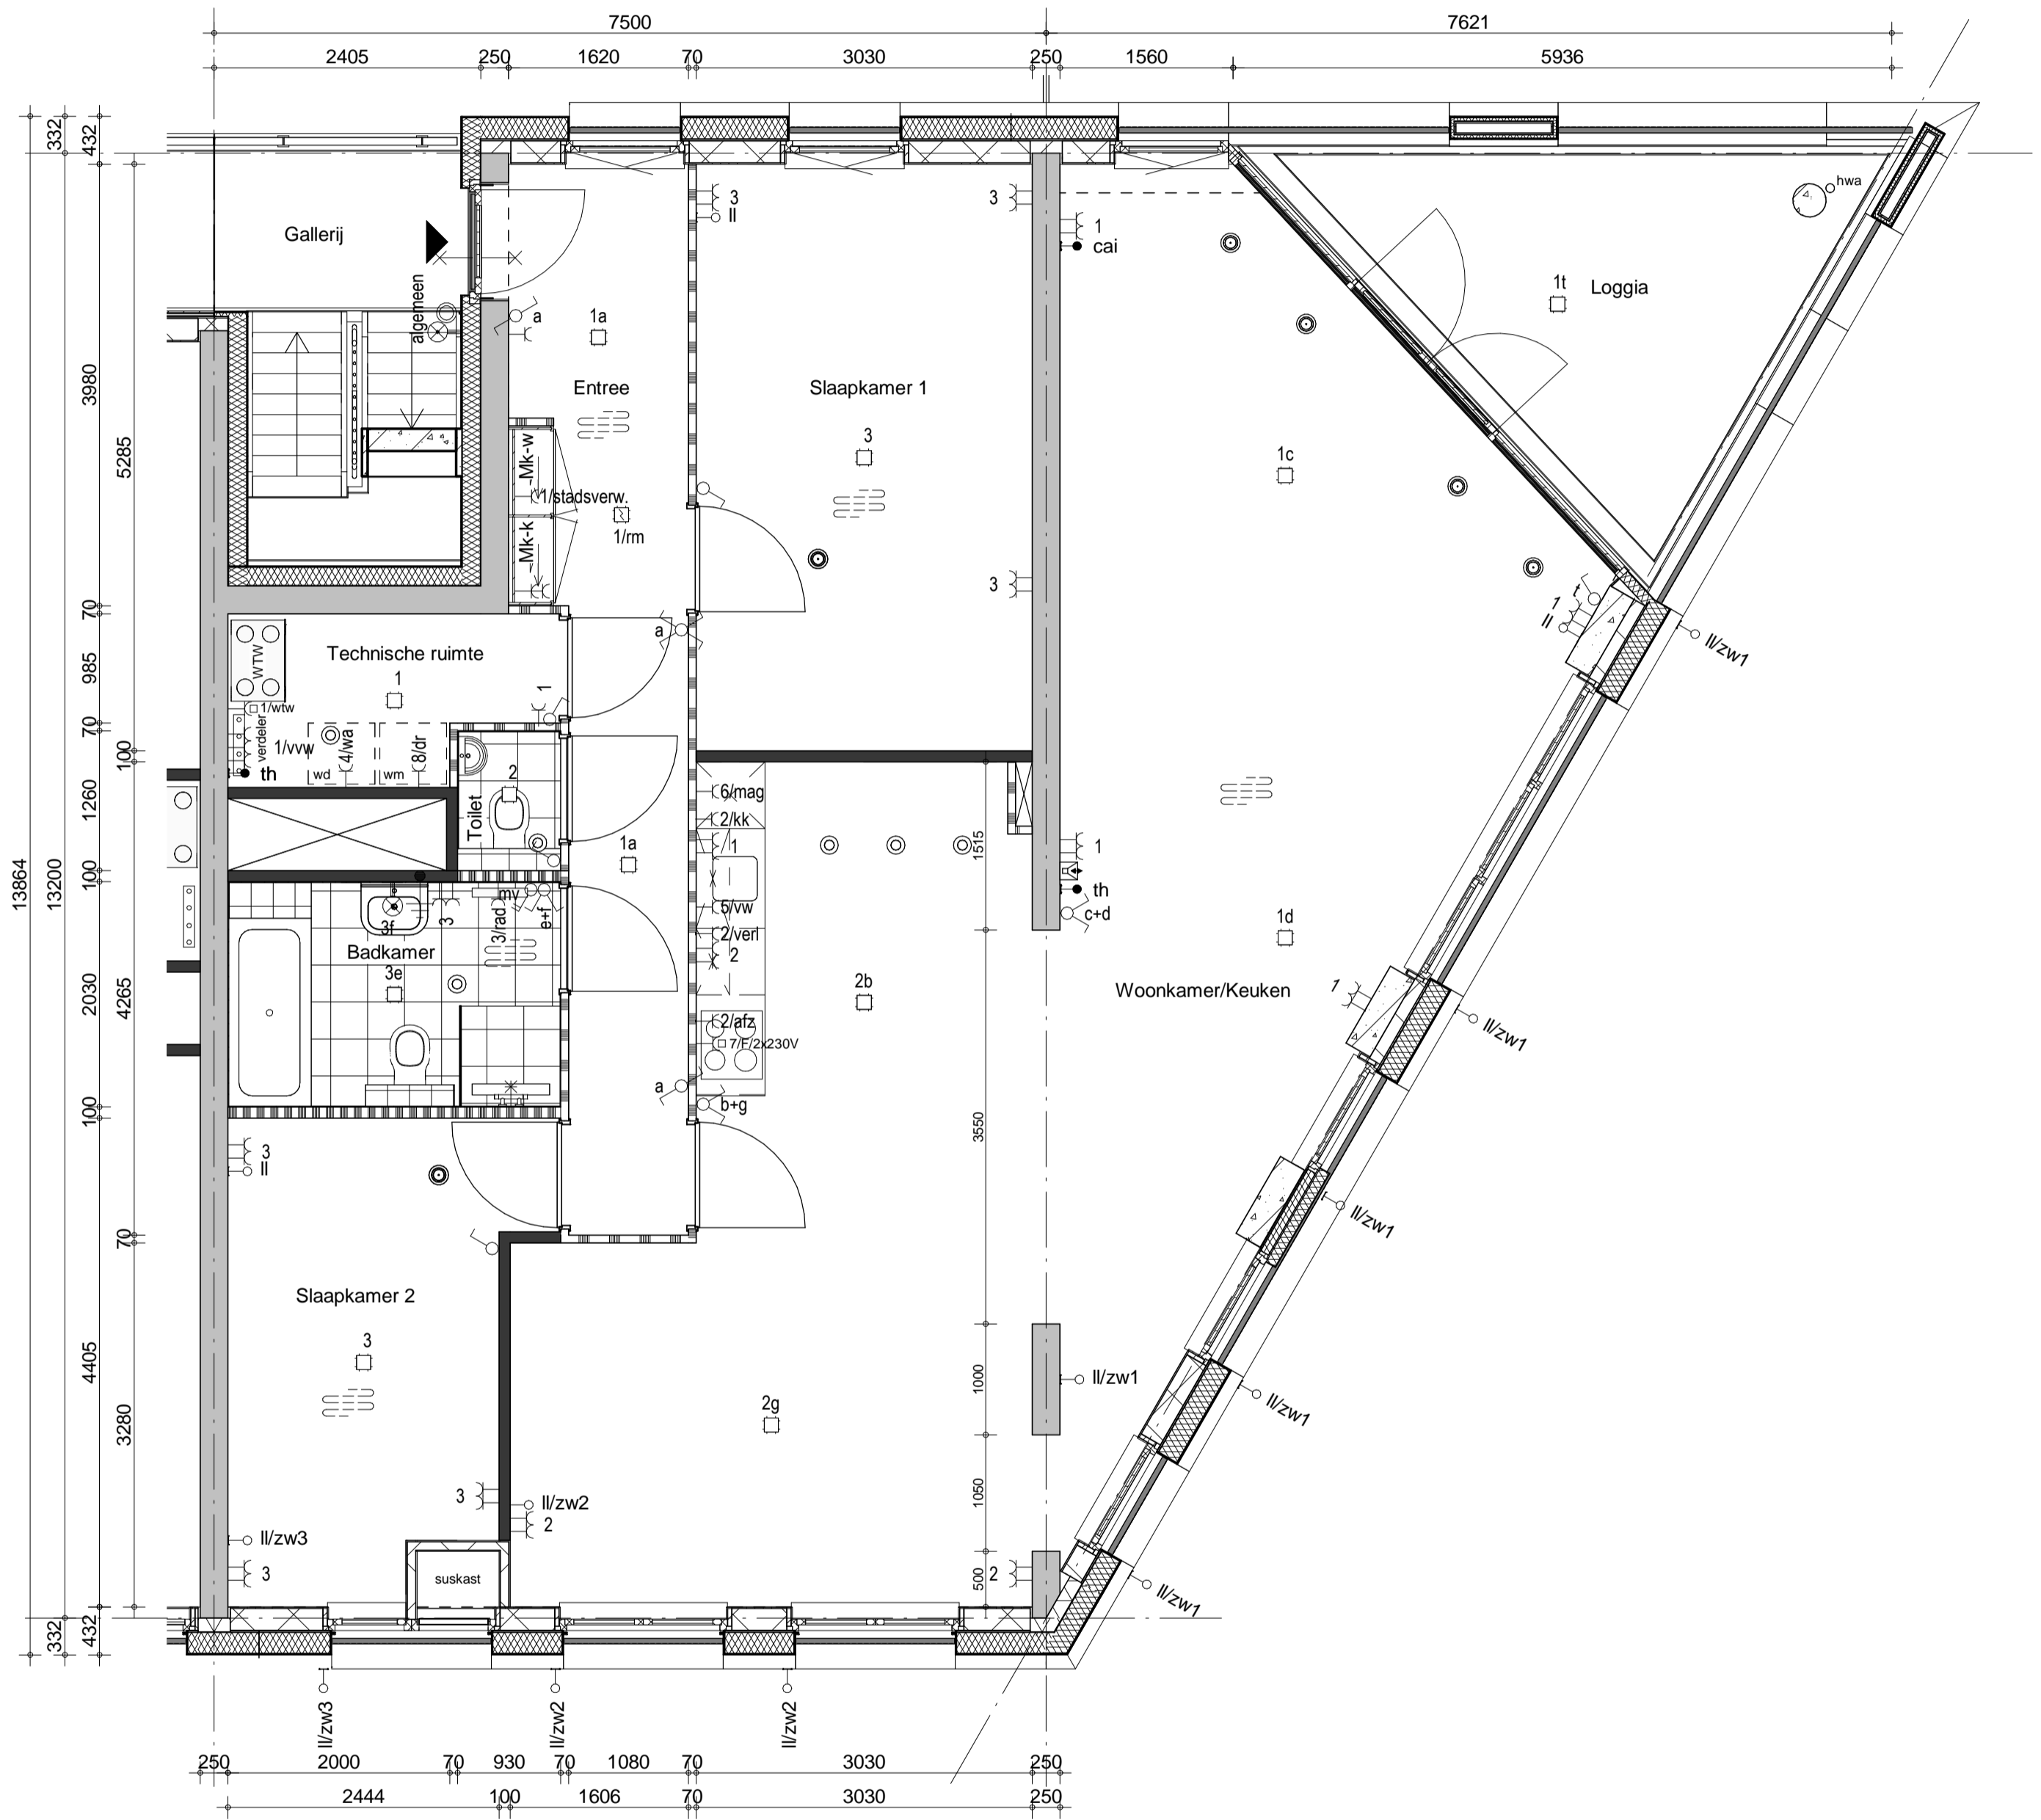 7500
7621
2405
250
1620
70
3030
250
1560
5936
332
432
hwa
3
ll
3
1
cai
Gallerij
algemeen
a
1a
1t
Loggia
3980
5285
Entree
Slaapkamer 1
3
1c
Mk-w
1/stadsverw.
Mk-k
1/rm
3
t
1
ll
ll/zw1
70
a
985
WTW
Technische ruimte
1
1
1/wtw
verdeler
1/vvw
4/wa
8/dr
th
wd
wm
70
100
2
Toilet
6/mag
2/kk
1
1515
1
1260
13864
13200
100
1a
th
c+d
mv
3
3f
3/rad
e+f
5/vw
2/verl
2
1d
Badkamer
3e
2b
Woonkamer/Keuken
1
ll/zw1
2030
4265
2/afz
7/F/2x230V
a
b+g
100
3550
3
ll
ll/zw1
70
Slaapkamer 2
3
1000
ll/zw1
ll/zw1
4405
3280
2g
3
ll/zw2
2
1050
ll/zw3
3
suskast
500
2
ll/zw1
332
432
ll/zw3
ll/zw2
ll/zw2
250
2000
70
930
70
1080
70
3030
250
2444
100
1606
70
3030
250